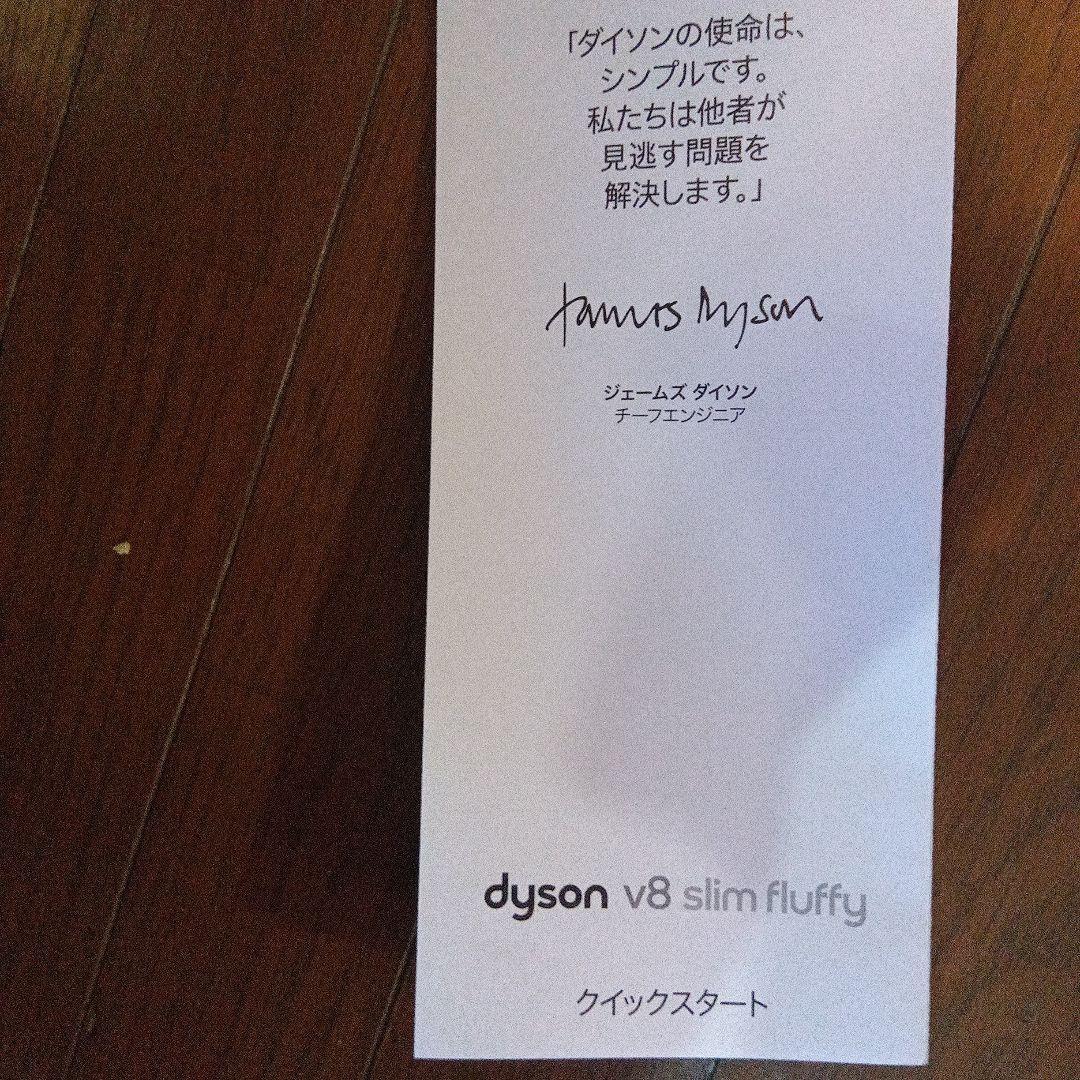 「ダイソンの使命は、
シンプルです。
私たちは他者が
見逃す問題を
解決します。」
James Dyson
ジェームズ ダイソン
チーフエンジニア
dyson v8 slim fluffy
クイックスタート